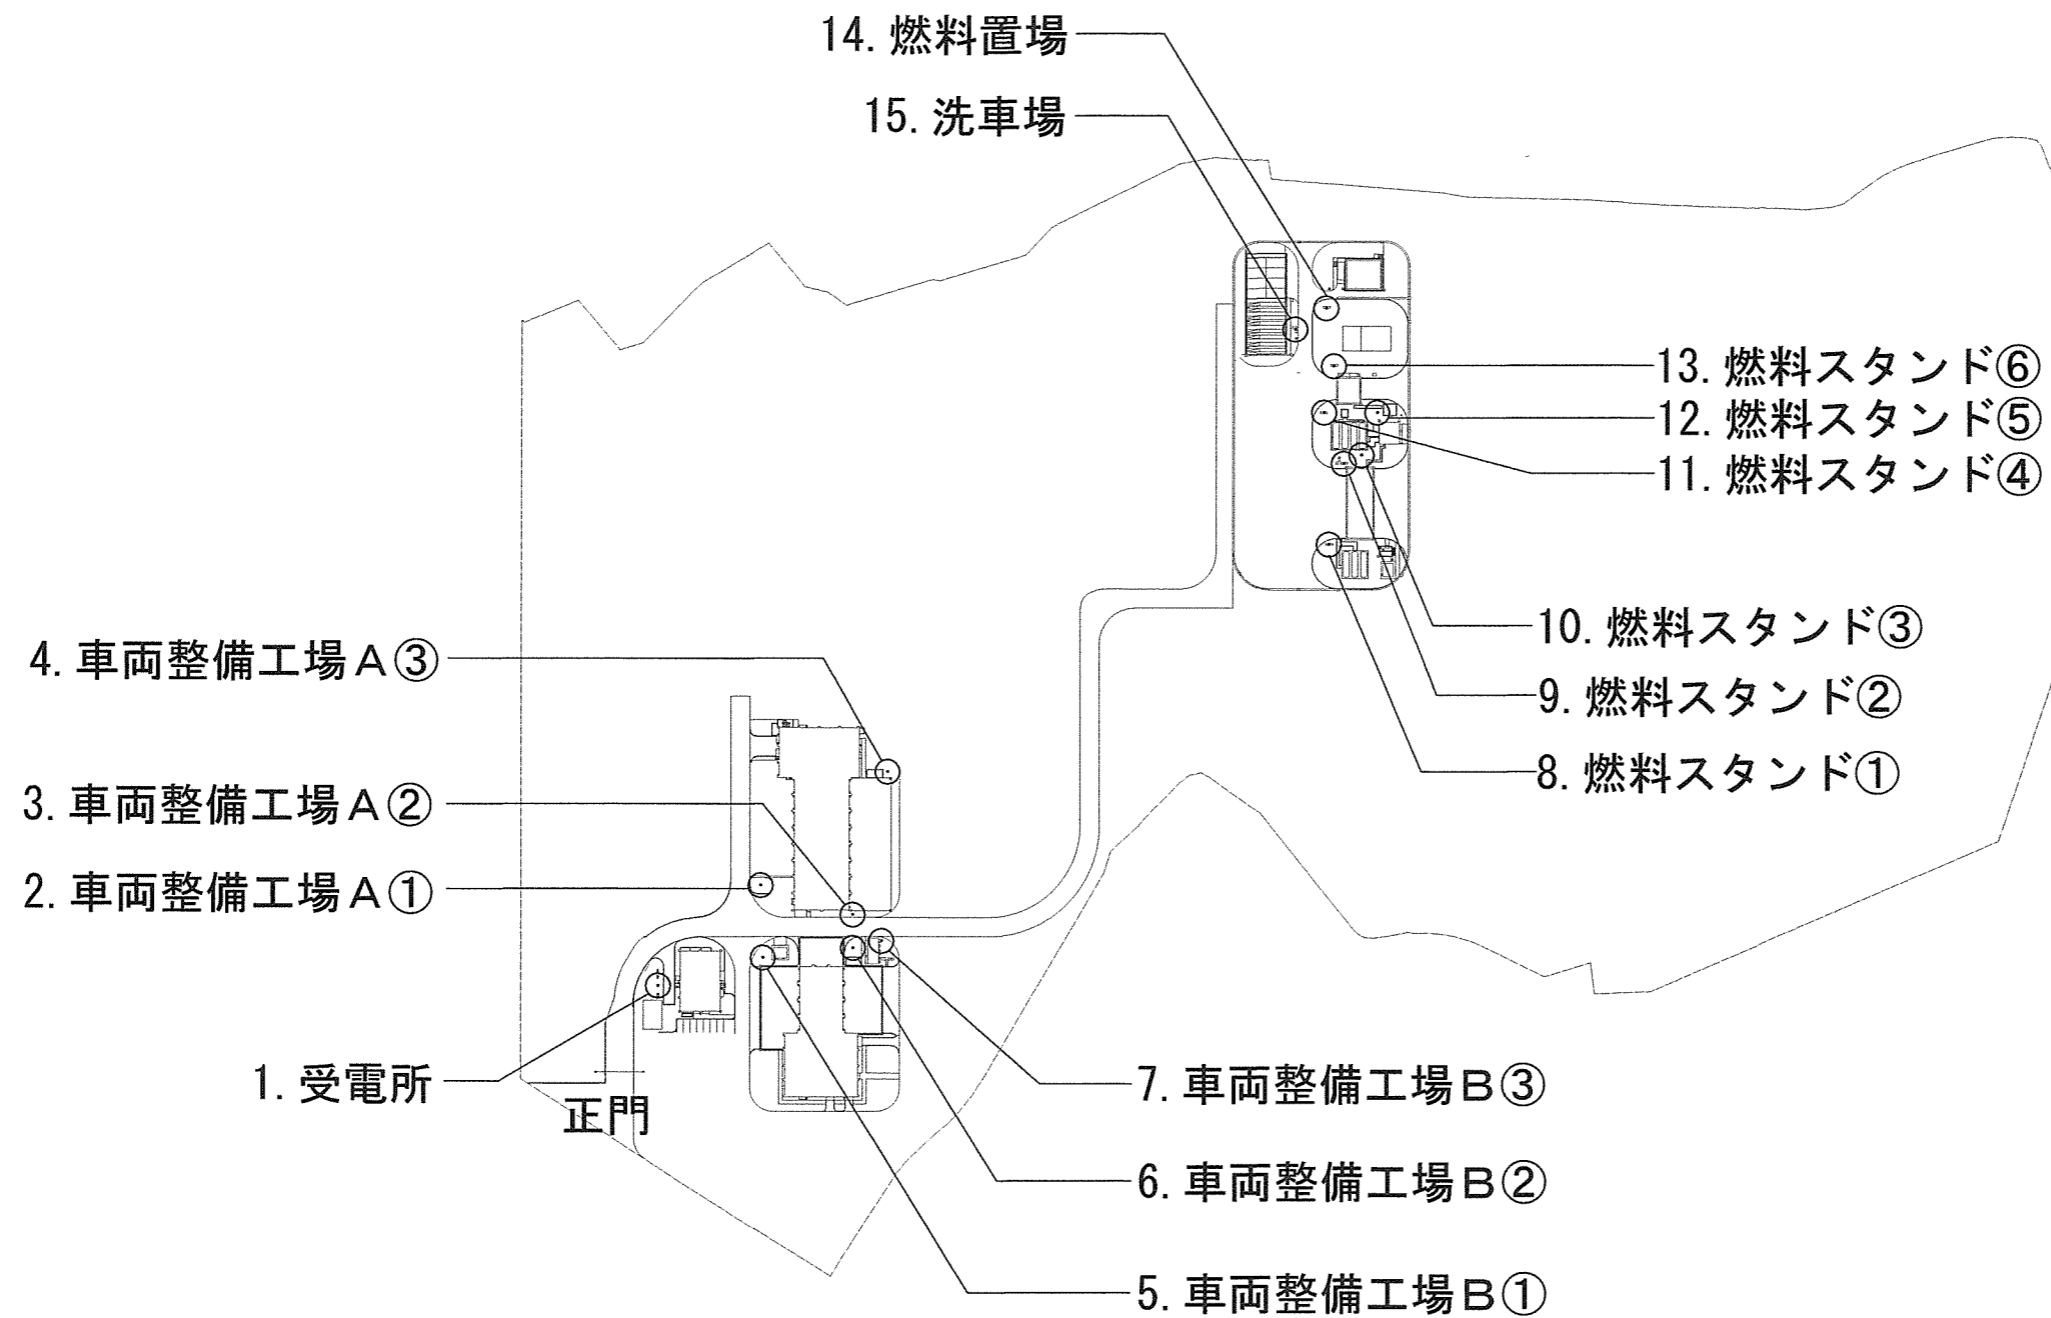 14. 燃料置場
15. 洗車場
13. 燃料スタンド⑥
12. 燃料スタンド⑤
11. 燃料スタンド④
10. 燃料スタンド③
9. 燃料スタンド②
8. 燃料スタンド①
4. 車両整備工場A③
3. 車両整備工場A②
2. 車両整備工場A①
1. 受電所
正門
7. 車両整備工場B③
6. 車両整備工場B②
5. 車両整備工場B①